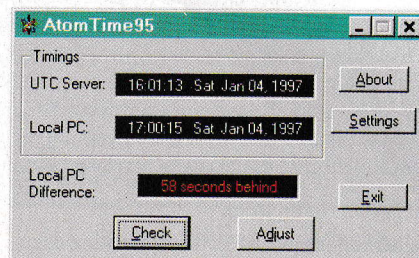 AtomTime95
Timings
UTC Server: 16:01:13 Sat Jan 04, 1997
About
Local PC: 17:00:15 Sat Jan 04, 1997
Settings
Local PC
Difference: 58 seconds behind
Exit
Check
Adjust